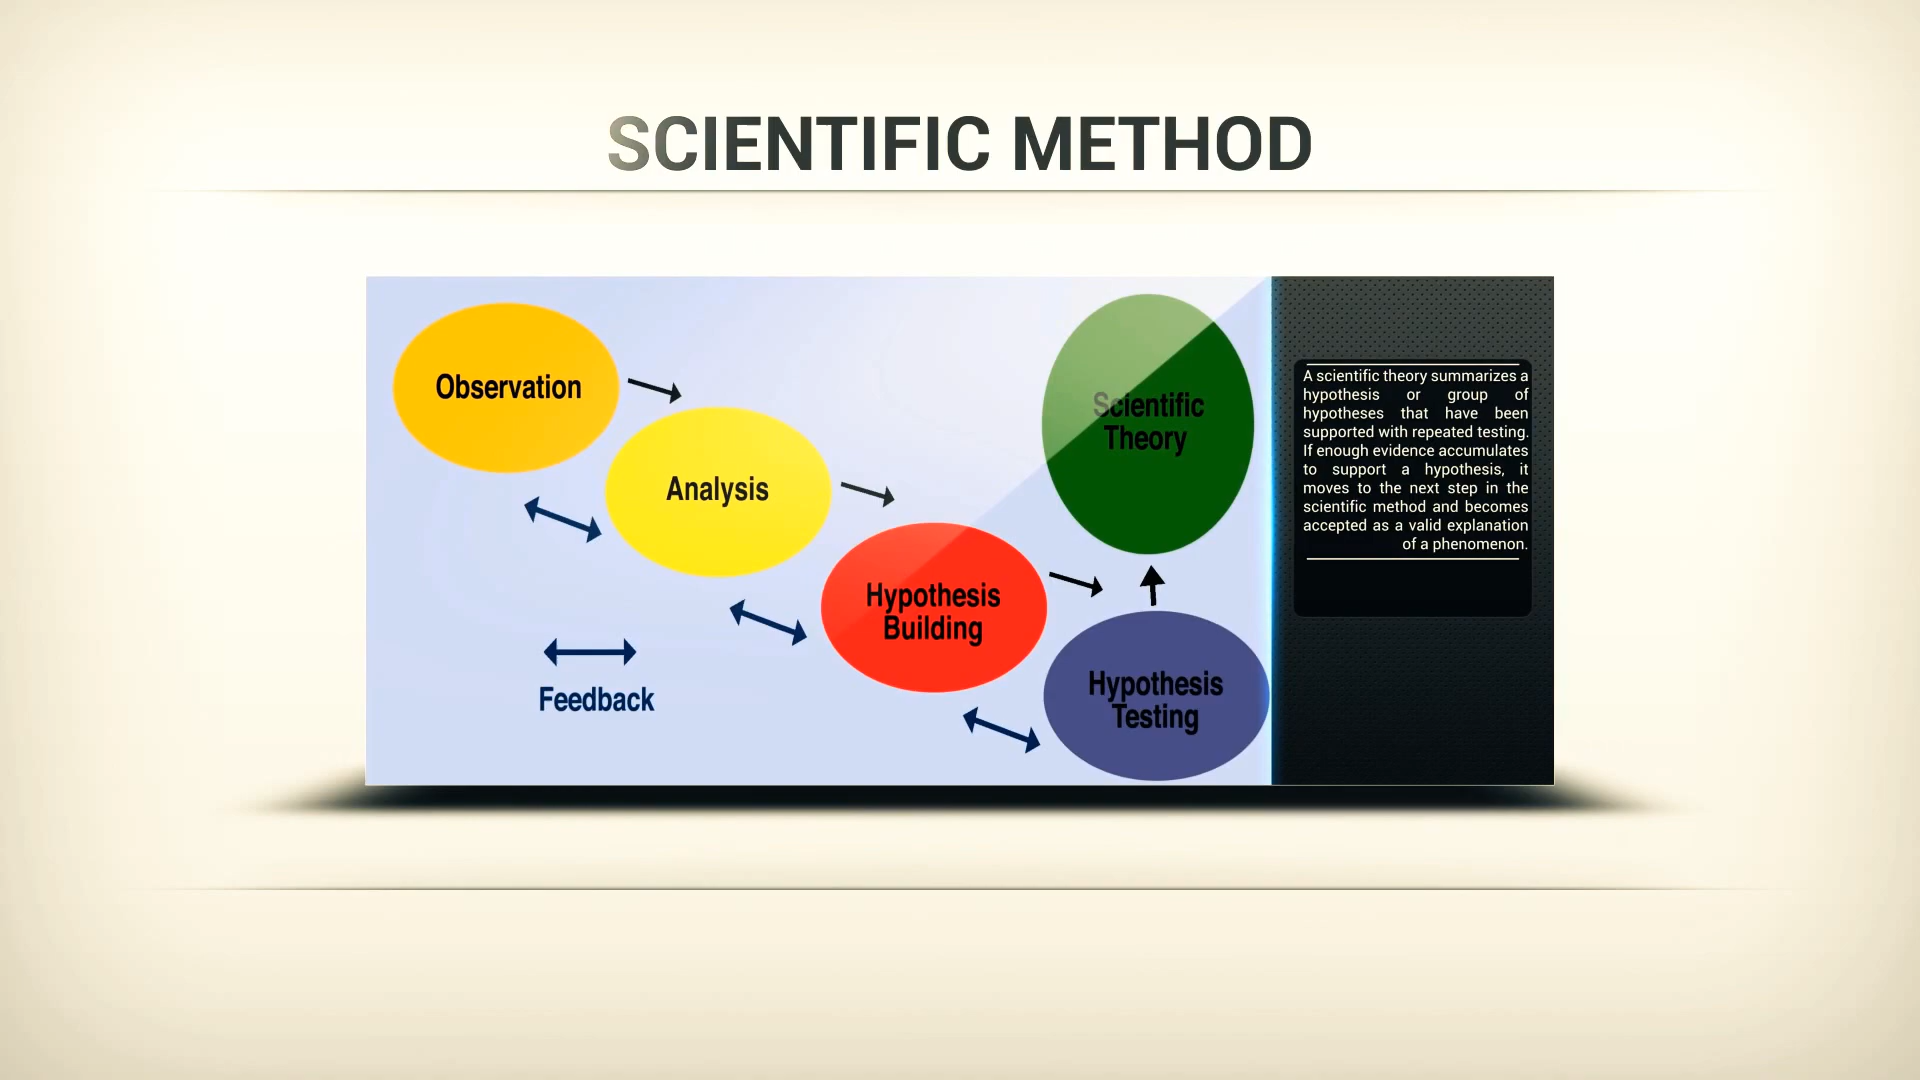 SCIENTIFIC METHOD
Observation
Analysis
Hypothesis
Building
Hypothesis
Testing
Scientific
Theory
Feedback
A scientific theory summarizes a
hypothesis or group of
hypotheses that have been
supported with repeated testing.
If enough evidence accumulates
to support a hypothesis, it
moves to the next step in the
scientific method and becomes
accepted as a valid explanation
of a phenomenon.